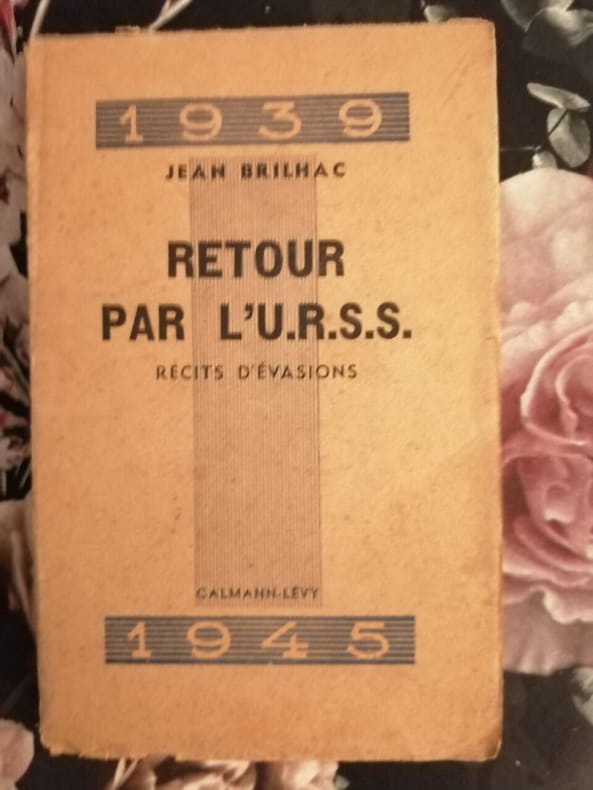 1939
JEAN BRILHAC
RETOUR
PAR L'U.R.S.S.
RÉCITS D'ÉVASIONS
CALMANN-LÉVY
1945